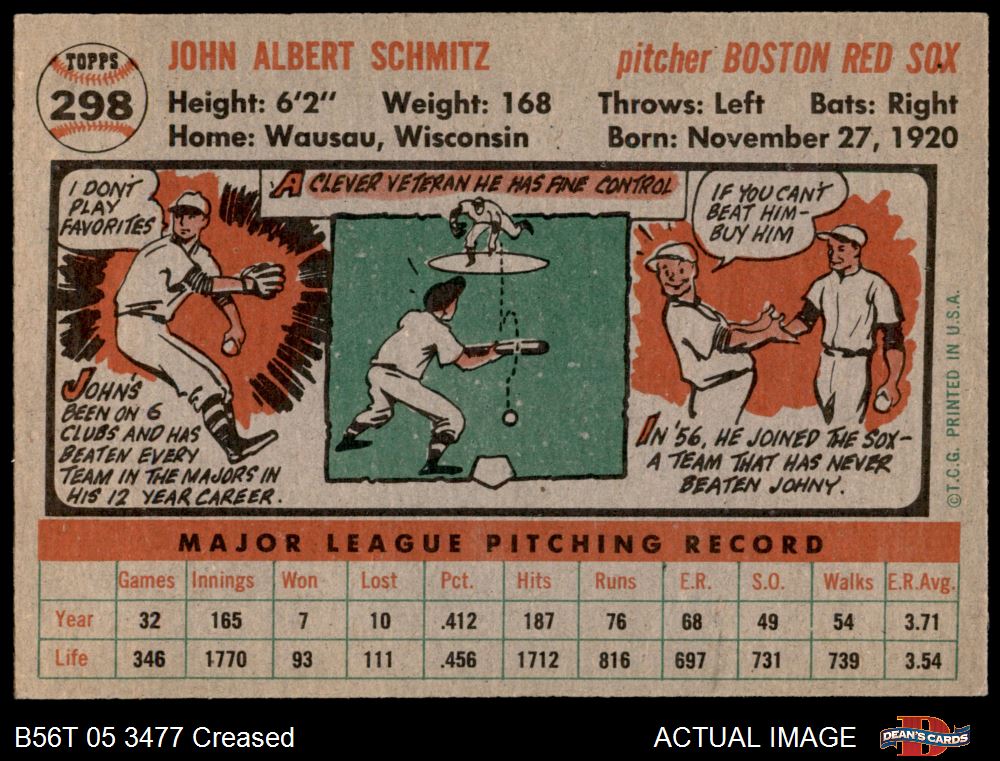 TOPPS
298
JOHN ALBERT SCHMITZ
pitcher BOSTON RED SOX
Height: 6'2" Weight: 168 Throws: Left Bats: Right
Home: Wausau, Wisconsin Born: November 27, 1920
I DON'T
PLAY
FAVORITES
JOHN'S
BEEN ON 6
CLUBS AND HAS
BEATEN EVERY
TEAM IN THE MAJORS IN
HIS 12 YEAR CAREER.
A CLEVER VETERAN HE HAS FINE CONTROL
IF YOU CAN'T
BEAT HIM-
BUY HIM
IN '56, HE JOINED THE SOX-
A TEAM THAT HAS NEVER
BEATEN JOHNY.
©T.C.G. PRINTED IN U.S.A.
MAJOR LEAGUE PITCHING RECORD
Games Innings Won Lost Pct. Hits Runs E.R. S.O. Walks E.R.Avg.
Year 32 165 7 10 .412 187 76 68 49 54 3.71
Life 346 1770 93 111 .456 1712 816 697 731 739 3.54
B56T 05 3477 Creased
ACTUAL IMAGE
DEAN'S CARDS